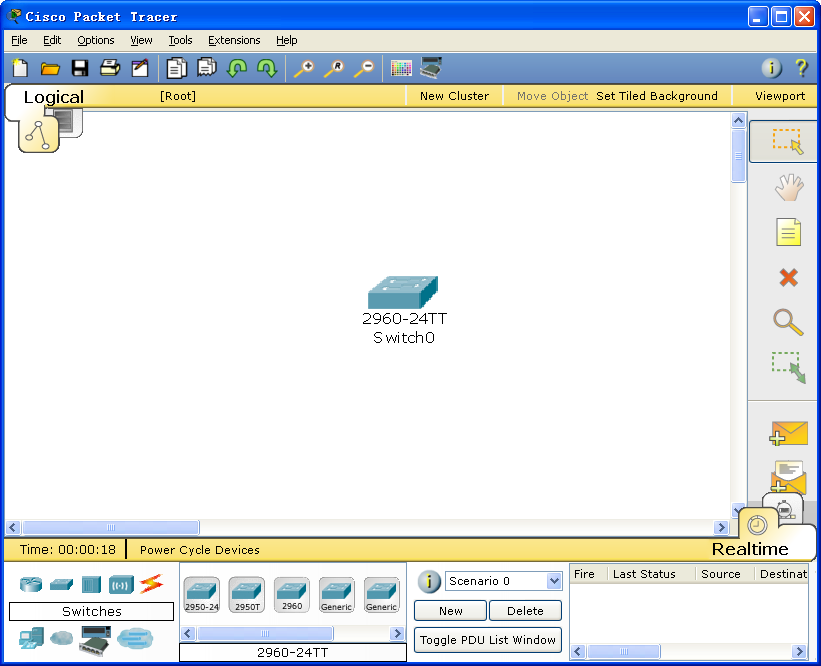 Cisco Packet Tracer
File Edit Options View Tools Extensions Help
Logical [Root] New Cluster Move Object Set Tiled Background Viewport
2960-24TT
Switch0
Time: 00:00:18 Power Cycle Devices Realtime
Switches
2950-24 2950T 2960 Generic Generic
2960-24TT
Scenario 0
New Delete
Toggle PDU List Window
Fire Last Status Source Destinat